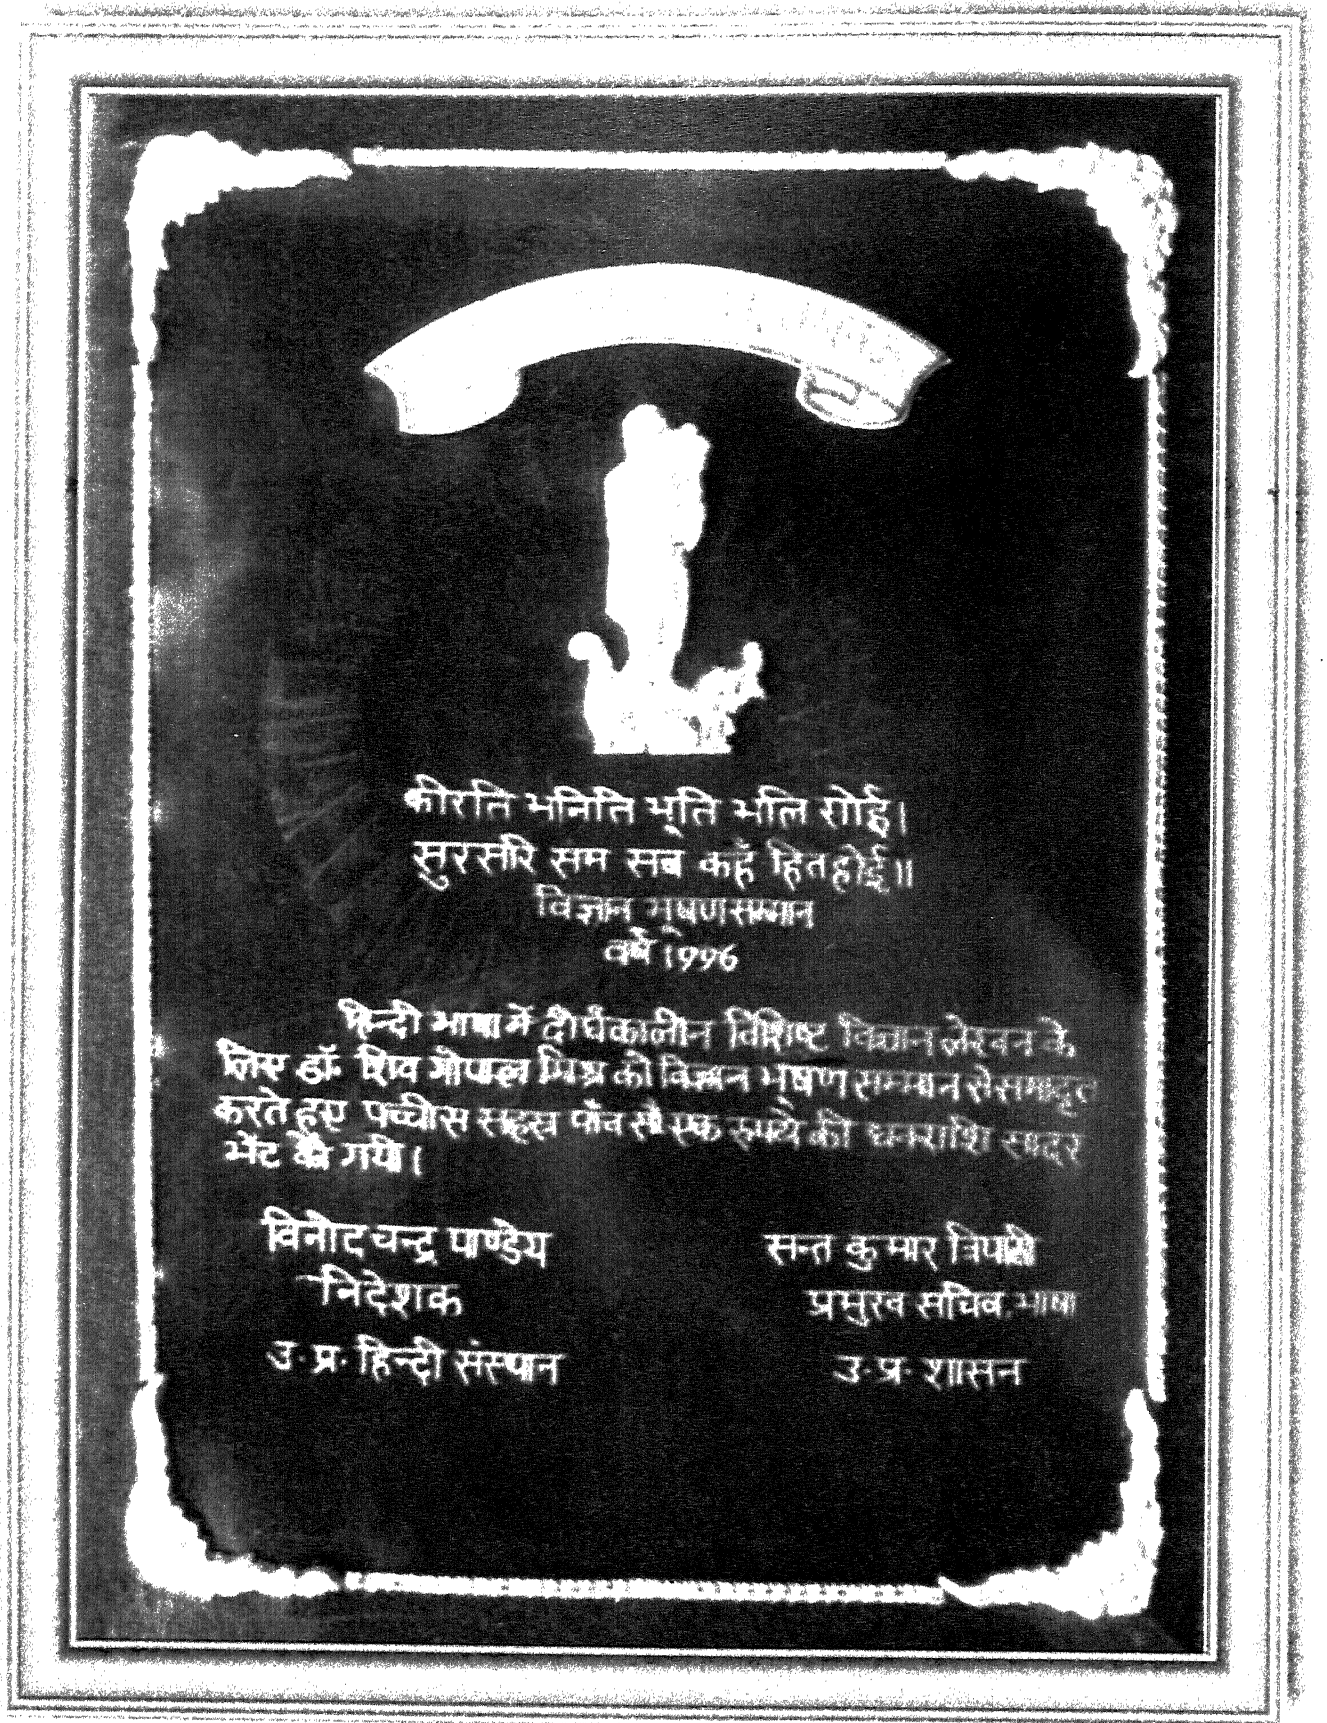 कीरति भनिति भूति भलि सोई।
सुरसरि सम सब कहँ हित होई॥
विज्ञान भूषण सम्मान
वर्ष 1996
हिन्दी भाषा में दीर्घकालीन विशिष्ट विज्ञान लेखन के
लिए डॉ. शिव गोपाल मिश्र को विज्ञान भूषण सम्मान से समादृत
करते हुए पच्चीस सहस्र पाँच सौ एक रुपये की धनराशि सादर
भेंट की गयी।
विनोद चन्द्र पाण्डेय
निदेशक
उ. प्र. हिन्दी संस्थान
सन्त कुमार त्रिपाठी
प्रमुख सचिव, भाषा
उ. प्र. शासन